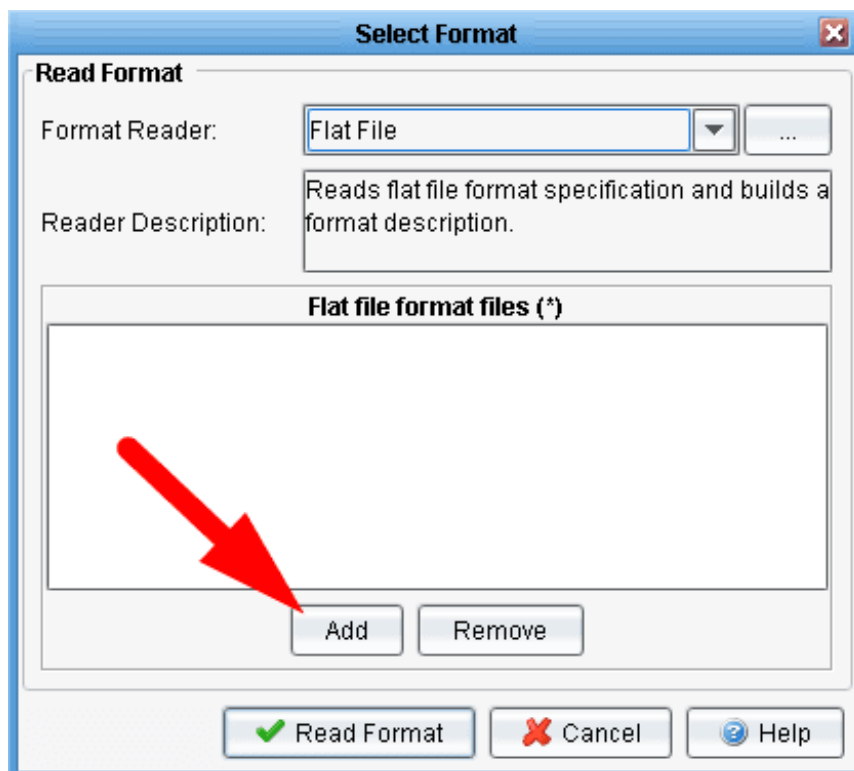 Select Format
Read Format
Format Reader:
Flat File
...
Reader Description:
Reads flat file format specification and builds a
format description.
Flat file format files (*)
Add
Remove
Read Format
Cancel
Help